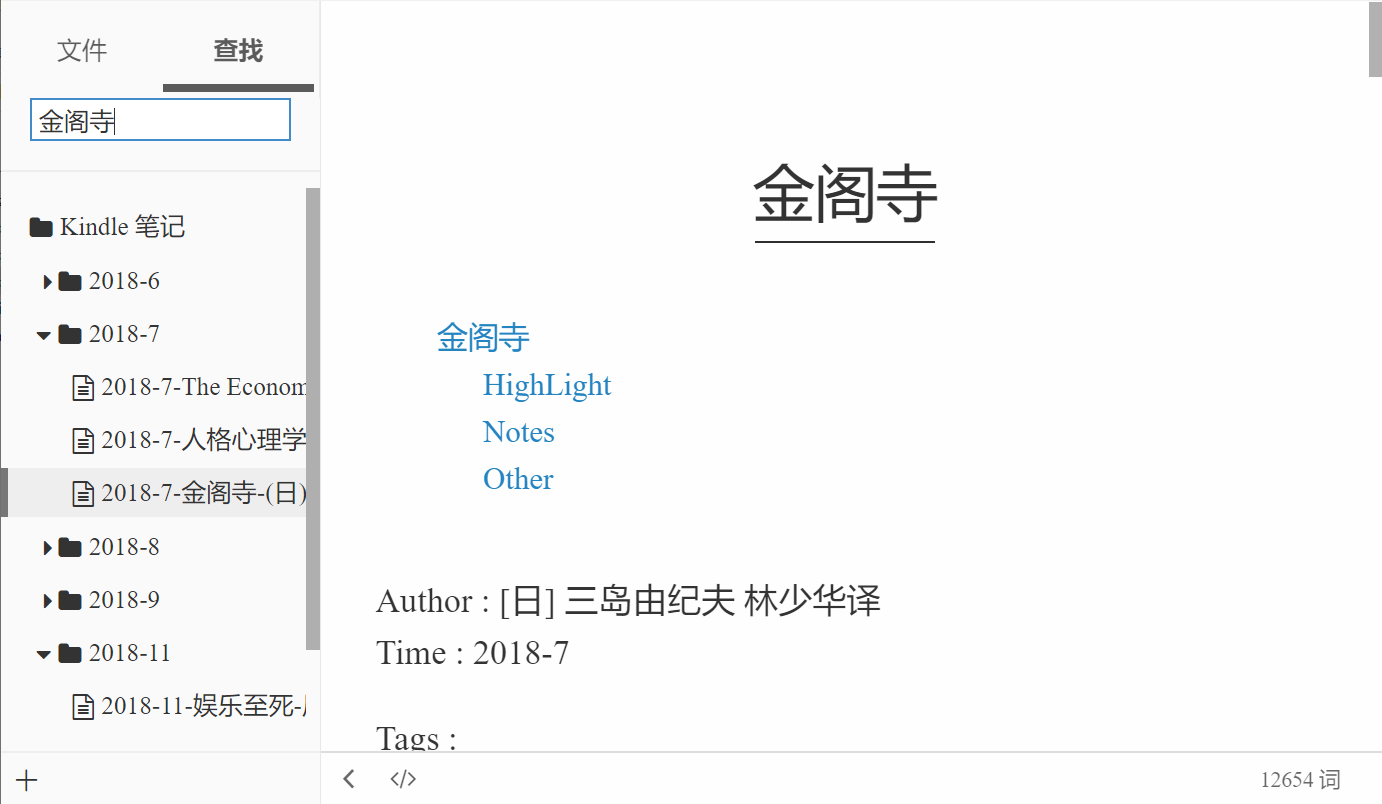 文件 查找
金阁寺
Kindle 笔记
2018-6
2018-7
2018-7-The Econom
2018-7-人格心理学
2018-7-金阁寺-(日)
2018-8
2018-9
2018-11
2018-11-娱乐至死-
金阁寺
金阁寺
HighLight
Notes
Other
Author : [日] 三岛由纪夫 林少华译
Time : 2018-7
Tags :
12654 词